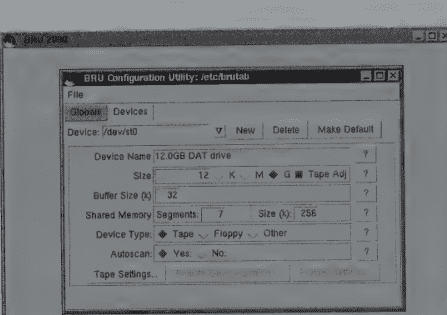 BRU 2000
BRU Configuration Utility: /etc/brutab
File
Globals Devices
Device: /dev/st0 New Delete Make Default
Device Name 12.0GB DAT drive ?
Size 12 K M G Tape Adj ?
Buffer Size (k) 32 ?
Shared Memory Segments: 7 Size (k): 256 ?
Device Type: Tape Floppy Other ?
Autoscan: Yes: No: ?
Tape Settings...